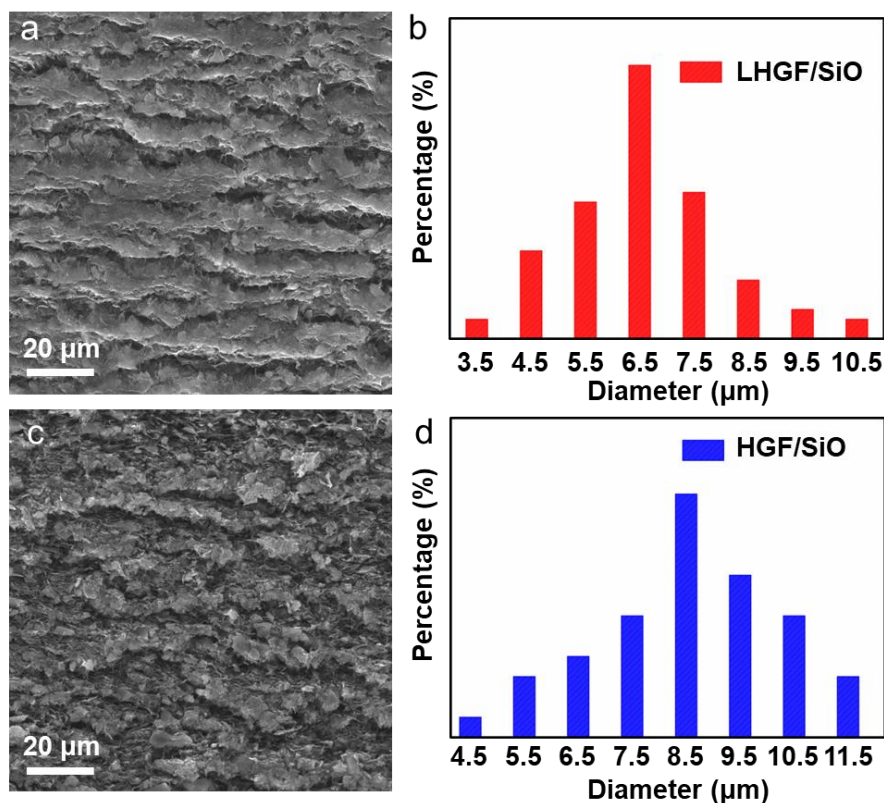 a
20 µm
b
LHGF/SiO
Percentage (%)
3.5 4.5 5.5 6.5 7.5 8.5 9.5 10.5
Diameter (µm)
c
20 µm
d
HGF/SiO
Percentage (%)
4.5 5.5 6.5 7.5 8.5 9.5 10.5 11.5
Diameter (µm)